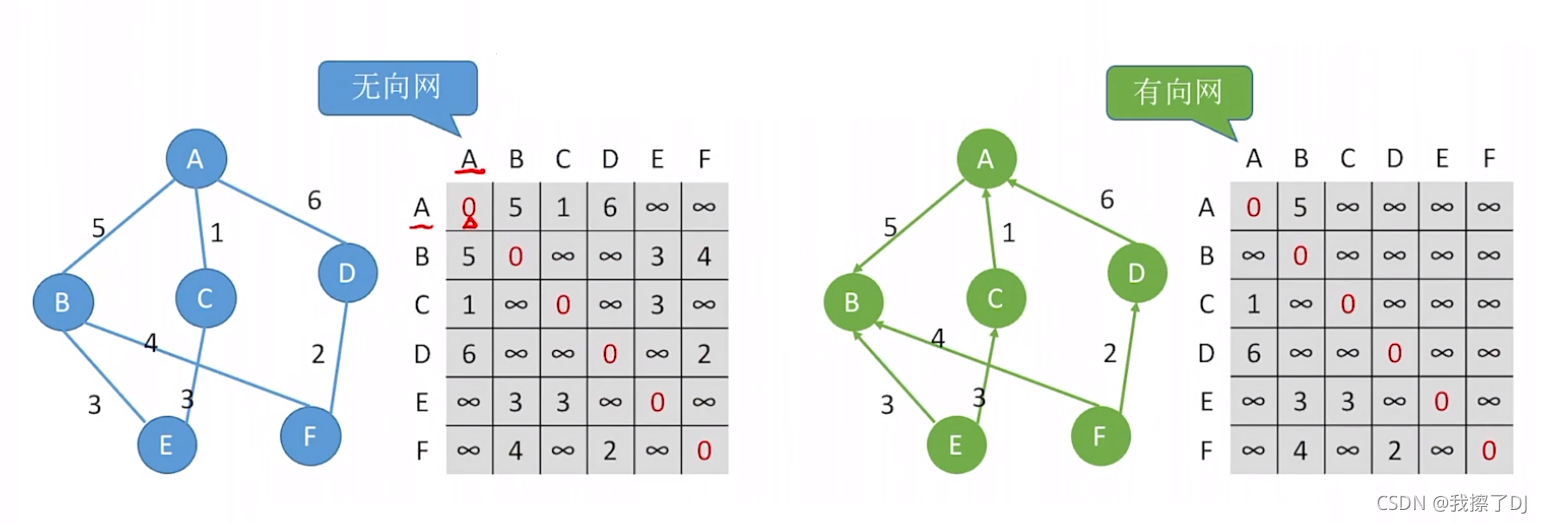 无向网
A
5
1
6
B
C
D
4
2
3
3
E
F
A B C D E F
A 0 5 1 6 ∞ ∞
B 5 0 ∞ ∞ 3 4
C 1 ∞ 0 ∞ 3 ∞
D 6 ∞ ∞ 0 ∞ 2
E ∞ 3 3 ∞ 0 ∞
F ∞ 4 ∞ 2 ∞ 0
有向网
A
5
1
6
B
C
D
4
2
3
3
E
F
A B C D E F
A 0 5 ∞ ∞ ∞ ∞
B ∞ 0 ∞ ∞ ∞ ∞
C 1 ∞ 0 ∞ ∞ ∞
D 6 ∞ ∞ 0 ∞ ∞
E ∞ 3 3 ∞ 0 ∞
F ∞ 4 ∞ 2 ∞ 0
CSDN @我擦了DJ